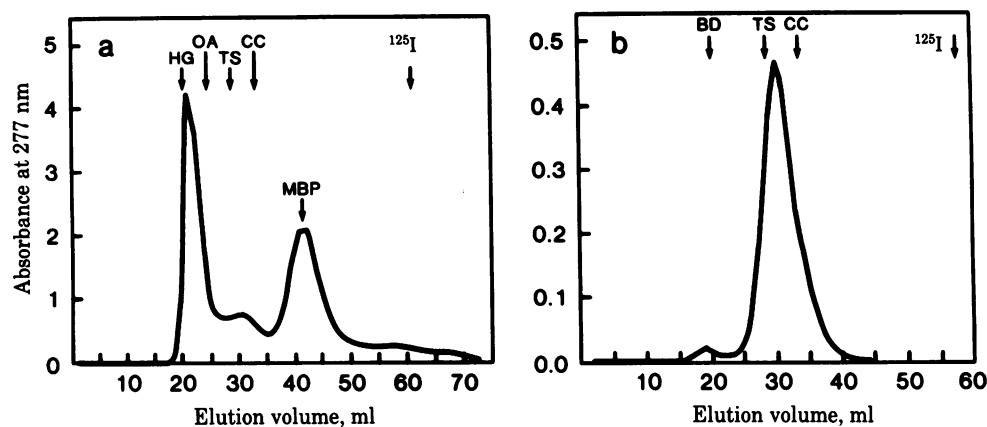 a
OA CC
HG TS
125I
MBP
5
4
3
2
1
0
10 20 30 40 50 60 70
Absorbance at 277 nm
Elution volume, ml
b
BD TS CC
125I
0.5
0.4
0.3
0.2
0.1
0.0
10 20 30 40 50 60
Elution volume, ml